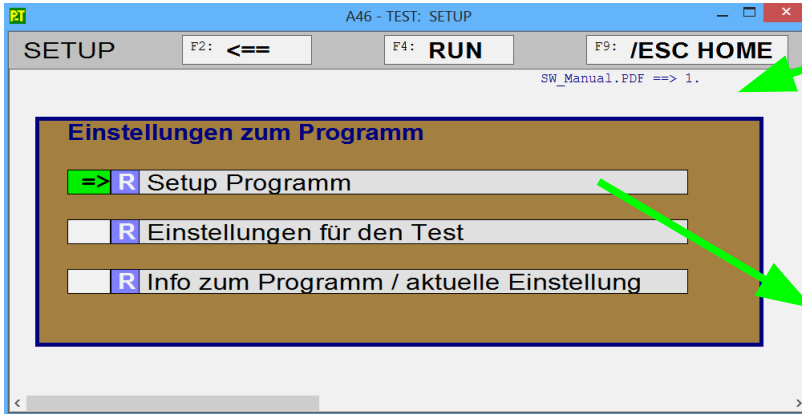 PzT
A46 - TEST: SETUP
SETUP F2: <== F4: RUN F9: /ESC HOME
SW_Manual.PDF ==> 1.
Einstellungen zum Programm
=> R Setup Programm
R Einstellungen für den Test
R Info zum Programm / aktuelle Einstellung